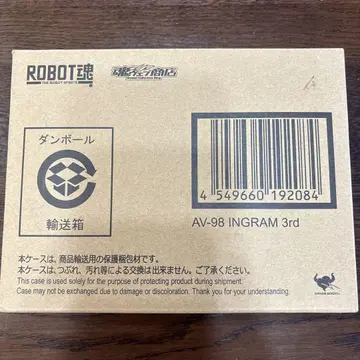 ROBOT魂
THE ROBOT SPIRITS
魂ウェブ商店
ダンボール
輸送箱
4 549660 192084
AV-98 INGRAM 3rd
本ケースは、商品輸送用の保護梱包材です。
本ケースは、つぶれ、汚れ等による交換は出来ません。ご了承ください。
This case is used solely for the purpose of protecting product during shipment.
Case may not be exchanged due to damage or discoloration. Thank you for your understanding.